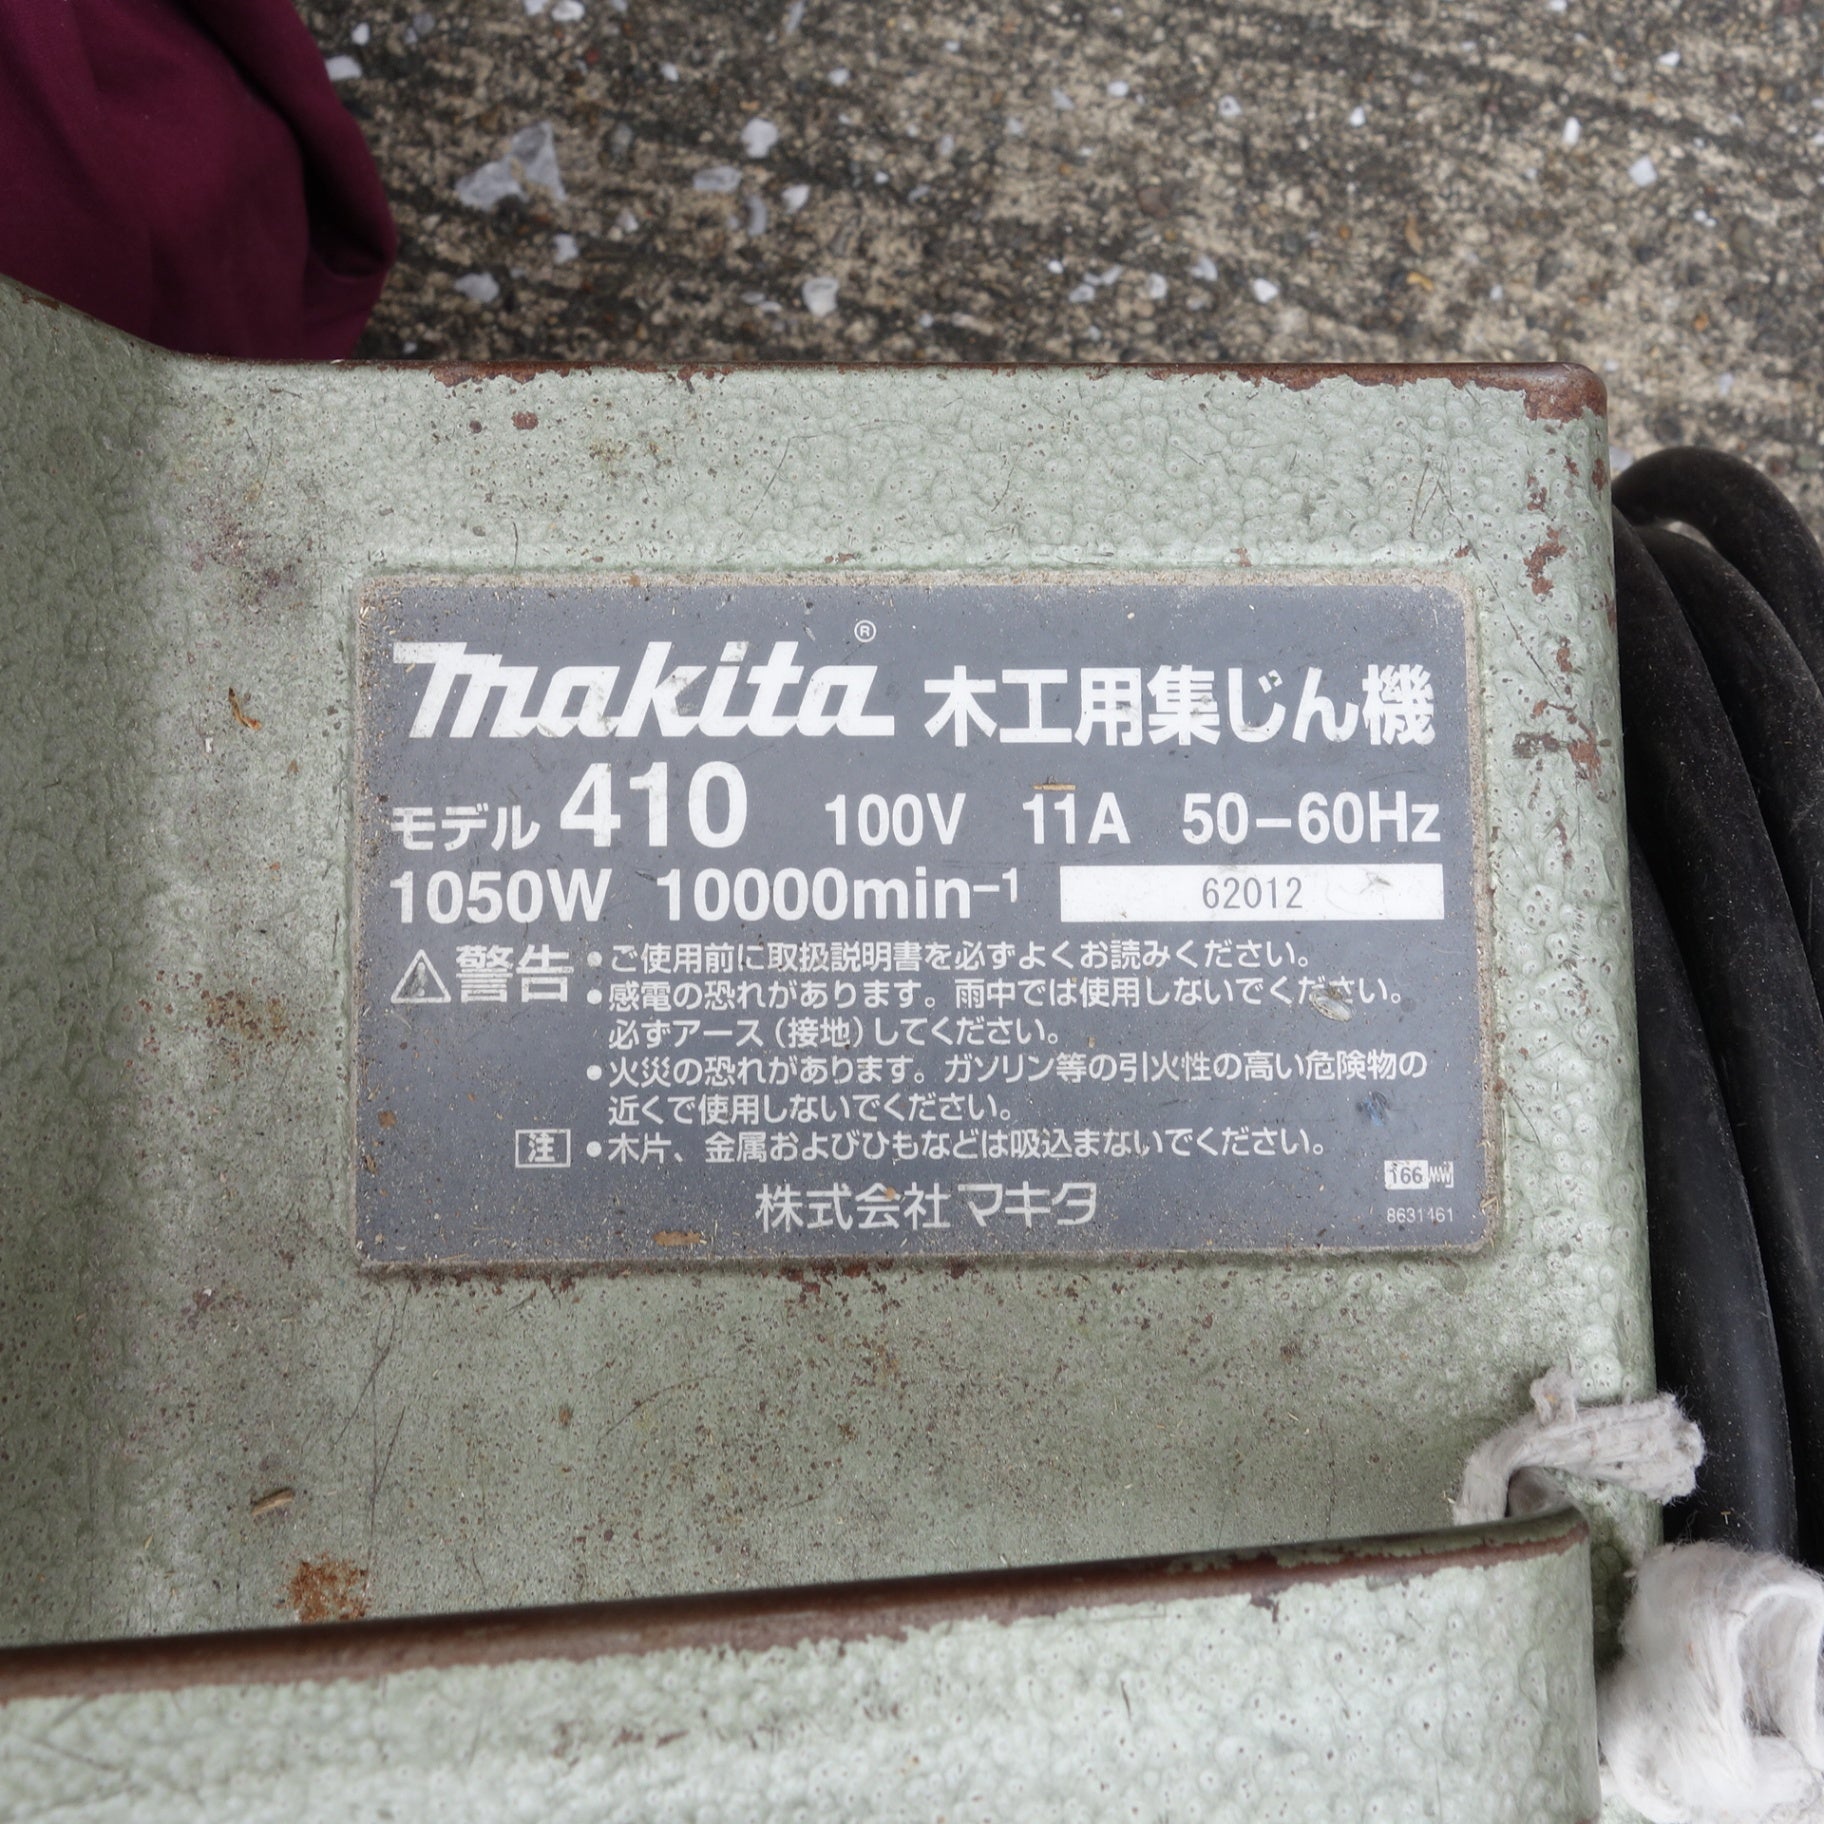 makita® 木工用集じん機
モデル 410 100V 11A 50-60Hz
1050W 10000min-1 62012
⚠警告 ●ご使用前に取扱説明書を必ずよくお読みください。
●感電の恐れがあります。雨中では使用しないでください。
必ずアース(接地)してください。
●火災の恐れがあります。ガソリン等の引火性の高い危険物の
近くで使用しないでください。
注 ●木片、金属およびひもなどは吸込まないでください。
166 MW
株式会社マキタ 8631461